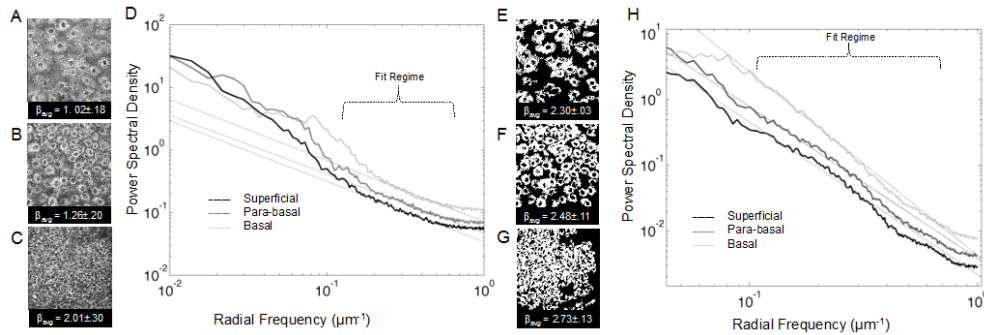 A
βavg = 1. 02±.18
B
βavg = 1.26±.20
C
βavg = 2.01±30
D
Power Spectral Density
10²
10¹
10⁰
10⁻¹
10⁻²
10⁻²
10⁻¹
10⁰
Fit Regime
Superficial
Para-basal
Basal
Radial Frequency (µm⁻¹)
E
βavg = 2.30±.03
F
βavg = 2.48±.11
G
βavg = 2.73±.13
H
Power Spectral Density
10¹
10⁰
10⁻¹
10⁻²
10⁻¹
10⁰
Fit Regime
Superficial
Para-basal
Basal
Radial Frequency (µm⁻¹)